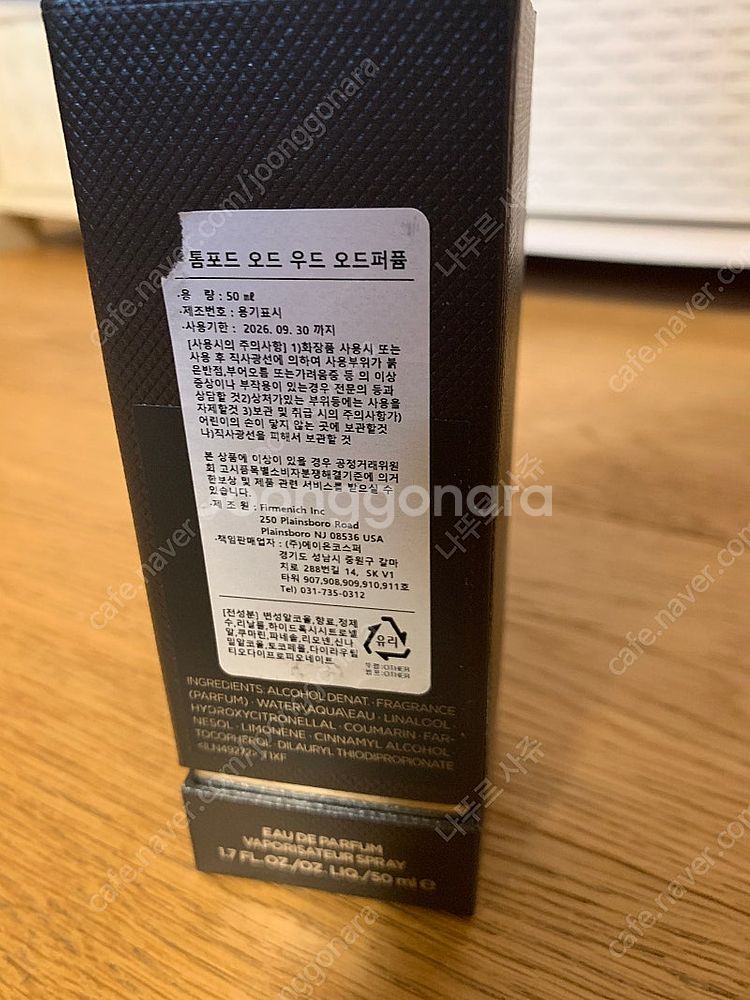 톰포드 오드 우드 오드퍼퓸
·용 량 : 50 ㎖
·제조번호 : 용기표시
·사용기한 : 2026. 09. 30 까지
[사용시의 주의사항] 1)화장품 사용시 또는
사용 후 직사광선에 의하여 사용부위가 붉
은반점,부어오름 또는가려움증 등 의 이상
증상이나 부작용이 있는경우 전문의 등과
상담할 것2)상처가있는 부위등에는 사용을
자제할것 3)보관 및 취급 시의 주의사항가)
어린이의 손이 닿지 않는 곳에 보관할것
나)직사광선을 피해서 보관할 것
본 상품에 이상이 있을 경우 공정거래위원
회 고시품목별소비자분쟁해결기준에 의거
한보상 및 제품 관련 서비스를 받으실 수
있습니다.
·제 조 원 : Firmenich Inc
250 Plainsboro Road
Plainsboro NJ 08536 USA
·책임판매업자 : (주)에이온코스퍼
경기도 성남시 중원구 갈마
치로 288번길 14, SK V1
타워 907,908,909,910,911호
Tel) 031-735-0312
[전성분] 변성알코올,향료,정제
수,리날룰,하이드록시시트로넬
알,쿠마린,파네솔,리모넨,신나
밀알코올,토코페롤,다이라우릴
티오다이프로피오네이트
유리
OTHER
OTHER
INGREDIENTS: ALCOHOL DENAT. · FRAGRANCE
(PARFUM) · WATER\AQUA\EAU · LINALOOL ·
HYDROXYCITRONELLAL · COUMARIN · FAR-
NESOL · LIMONENE · CINNAMYL ALCOHOL ·
TOCOPHEROL · DILAURYL THIODIPROPIONATE
<ILN49272>
EAU DE PARFUM
VAPORISATEUR SPRAY
1.7 FL. OZ./OZ. LIQ./50 ml ℮
joonggonara
cafe.naver.com/joonggonara
나푸르 사주